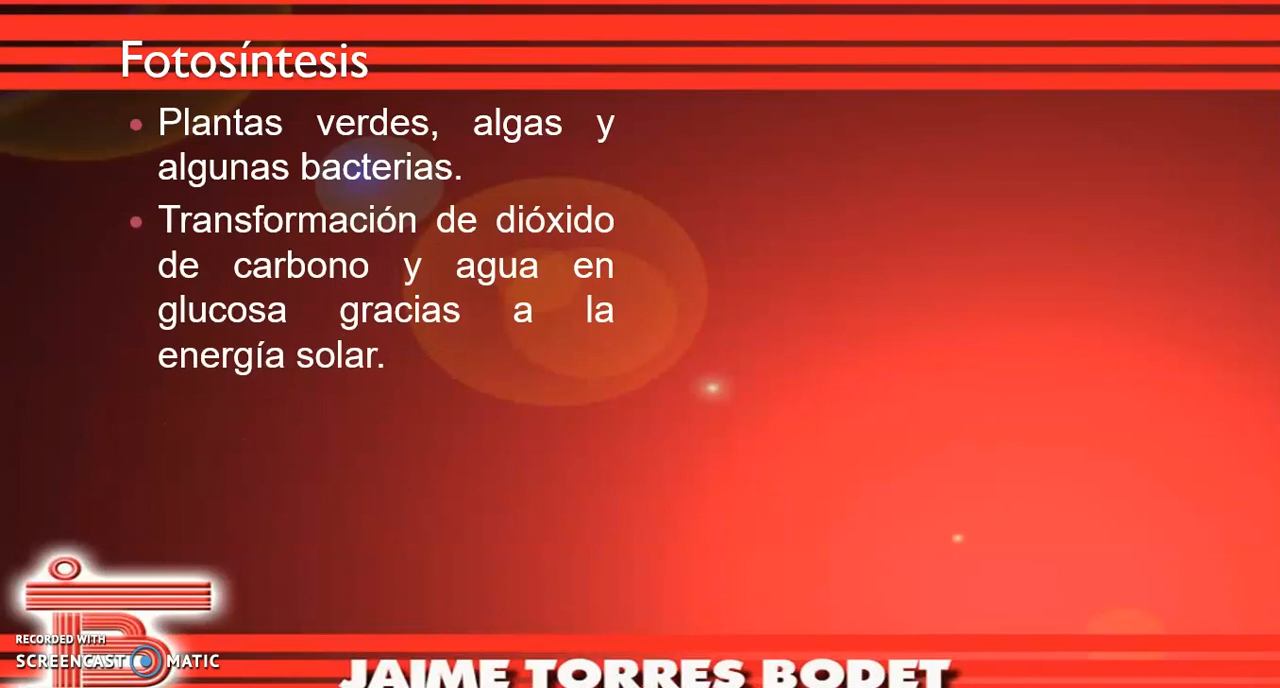 Fotosíntesis
• Plantas verdes, algas y
algunas bacterias.
• Transformación de dióxido
de carbono y agua en
glucosa gracias a la
energía solar.
RECORDED WITH
SCREENCAST MATIC
JAIME TORRES BODET